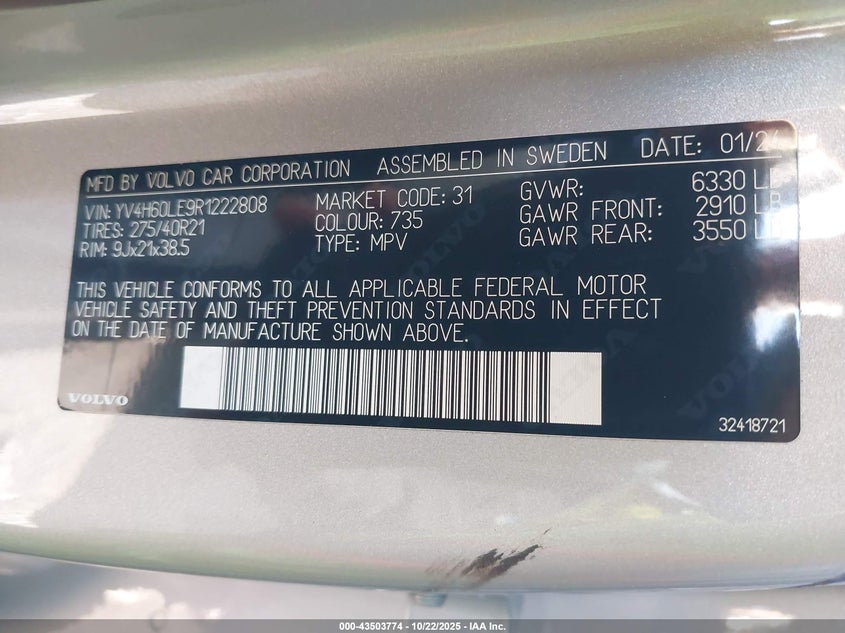 MFD BY VOLVO CAR CORPORATION ASSEMBLED IN SWEDEN DATE: 01/24
VIN: YV4H60LE9R1222808 MARKET CODE: 31 GVWR: 6330 LB
TIRES: 275/40R21 COLOUR: 735 GAWR FRONT: 2910 LB
RIM: 9Jx21x38.5 TYPE: MPV GAWR REAR: 3550 LB
THIS VEHICLE CONFORMS TO ALL APPLICABLE FEDERAL MOTOR
VEHICLE SAFETY AND THEFT PREVENTION STANDARDS IN EFFECT
ON THE DATE OF MANUFACTURE SHOWN ABOVE.
VOLVO
32418721
000-43503774 - 10/22/2025 - IAA Inc.